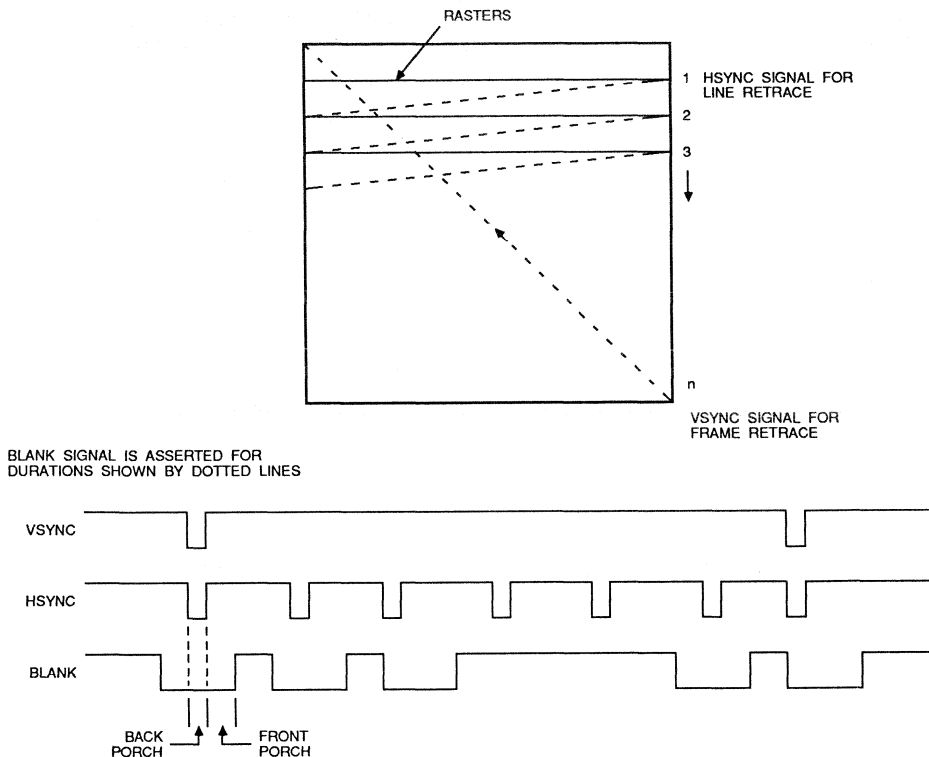 RASTERS
1 HSYNC SIGNAL FOR
LINE RETRACE
2
3
n
VSYNC SIGNAL FOR
FRAME RETRACE
BLANK SIGNAL IS ASSERTED FOR
DURATIONS SHOWN BY DOTTED LINES
VSYNC
HSYNC
BLANK
BACK
PORCH
FRONT
PORCH